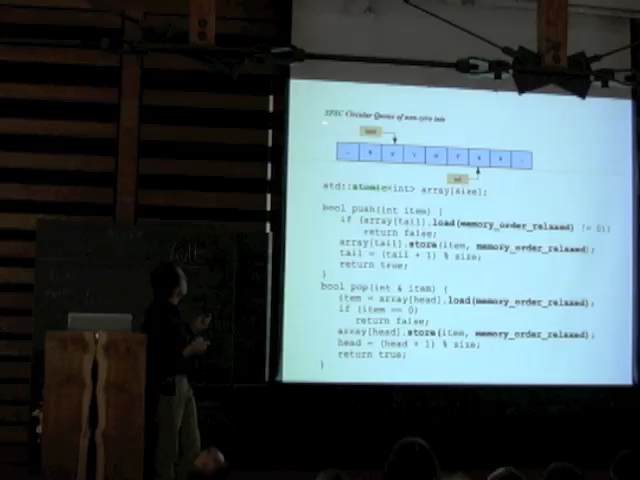 SPSC Circular Queue of non-zero ints
std::atomic<int> array[size];
bool push(int item) {
if (array[tail].load(memory_order_relaxed) != 0))
return false;
array[tail].store(item, memory_order_relaxed);
tail = (tail + 1) % size;
return true;
}
bool pop(int & item) {
item = array[head].load(memory_order_relaxed);
if (item == 0)
return false;
array[head].store(item, memory_order_relaxed);
head = (head + 1) % size;
return true;
}